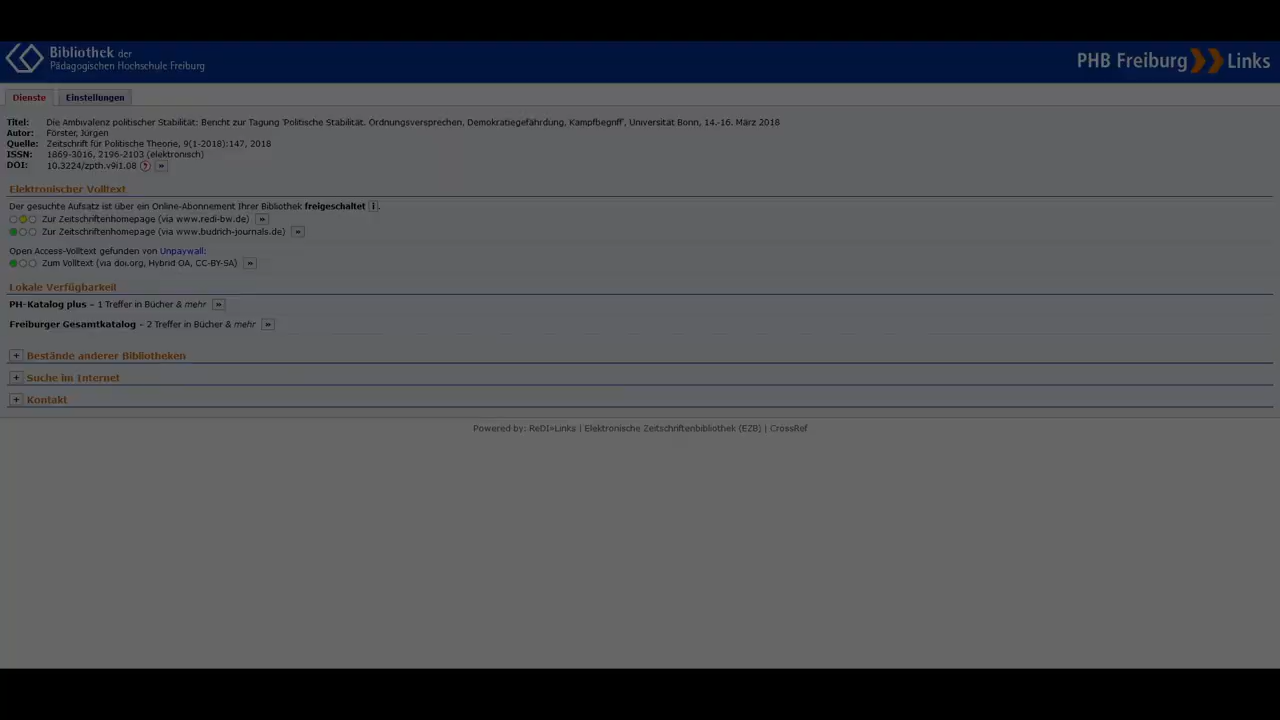 Bibliothek der
Pädagogischen Hochschule Freiburg
PHB Freiburg Links
Dienste Einstellungen
Titel: Die Ambivalenz politischer Stabilität: Bericht zur Tagung 'Politische Stabilität. Ordnungsversprechen, Demokratiegefährdung, Kampfbegriff', Universität Bonn, 14.-16. März 2018
Autor: Förster, Jürgen
Quelle: Zeitschrift für Politische Theorie, 9(1-2018):147, 2018
ISSN: 1869-3016, 2196-2103 (elektronisch)
DOI: 10.3224/zpth.v9i1.08 ? »
Elektronischer Volltext
Der gesuchte Aufsatz ist über ein Online-Abonnement Ihrer Bibliothek freigeschaltet i.
Zur Zeitschriftenhomepage (via www.redi-bw.de) »
Zur Zeitschriftenhomepage (via www.budrich-journals.de) »
Open Access-Volltext gefunden von Unpaywall:
Zum Volltext (via doi.org, Hybrid OA, CC-BY-SA) »
Lokale Verfügbarkeit
PH-Katalog plus – 1 Treffer in Bücher & mehr »
Freiburger Gesamtkatalog – 2 Treffer in Bücher & mehr »
+ Bestände anderer Bibliotheken
+ Suche im Internet
+ Kontakt
Powered by: ReDI»Links | Elektronische Zeitschriftenbibliothek (EZB) | CrossRef